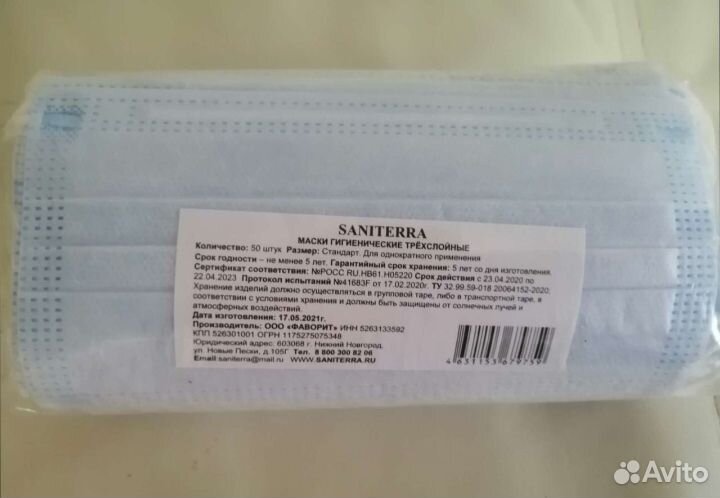 SANITERRA
МАСКИ ГИГИЕНИЧЕСКИЕ ТРЁХСЛОЙНЫЕ
Количество: 50 штук Размер: Стандарт. Для однократного применения
Срок годности – не менее 5 лет. Гарантийный срок хранения: 5 лет со дня изготовления.
Сертификат соответствия: №РОСС RU.HB61.H05220 Срок действия с 23.04.2020 по
22.04.2023 Протокол испытаний №41683F от 17.02.2020г. ТУ 32.99.59-018 20064152-2020;
Хранение изделий должно осуществляться в групповой таре, либо в транспортной таре, в
соответствии с условиями хранения и должны быть защищены от солнечных лучей и
атмосферных воздействий.
Дата изготовления: 17.05.2021г.
Производитель: ООО «ФАВОРИТ» ИНН 5263133592
КПП 526301001 ОГРН 1175275075348
Юридический адрес: 603068 г. Нижний Новгород.
ул. Новые Пески, д.105Г Тел. 8 800 300 82 06
Email.saniterra@mail.ru WWW.SANITERRA.RU
4 631153 679759
Avito